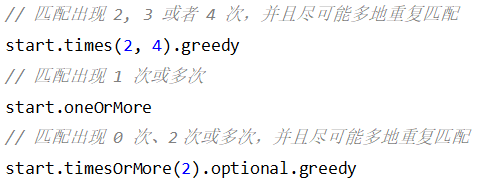 // 匹配出现 2, 3 或者 4 次，并且尽可能多地重复匹配
start.times(2, 4).greedy
// 匹配出现 1 次或多次
start.oneOrMore
// 匹配出现 0 次、2 次或多次，并且尽可能多地重复匹配
start.timesOrMore(2).optional.greedy